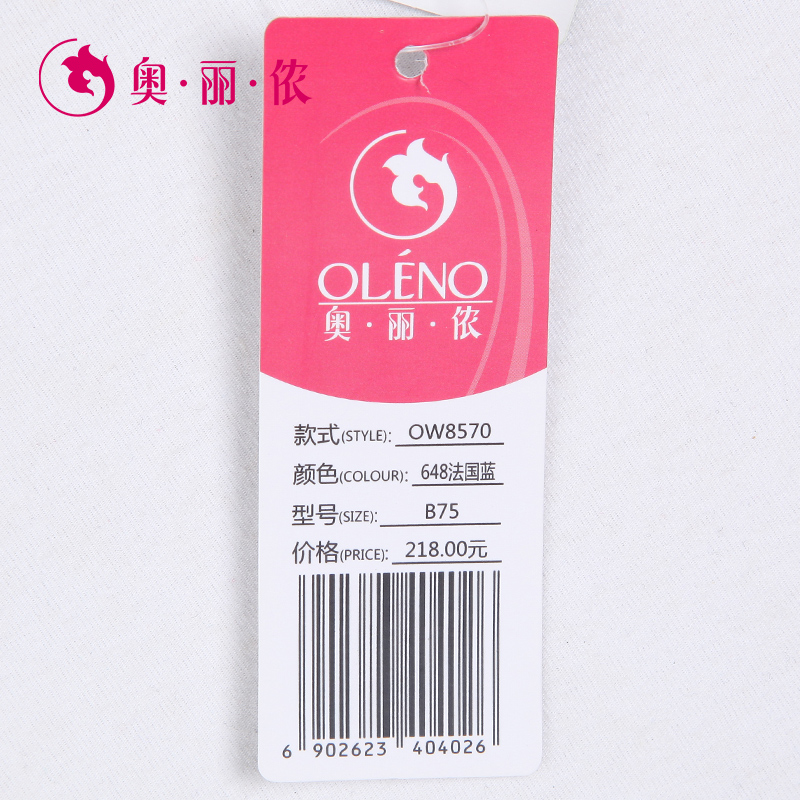 奥·丽·侬
OLÉNO
奥·丽·侬
款式(STYLE): OW8570
颜色(COLOUR): 648法国蓝
型号(SIZE): B75
价格(PRICE): 218.00元
6 902623 404026